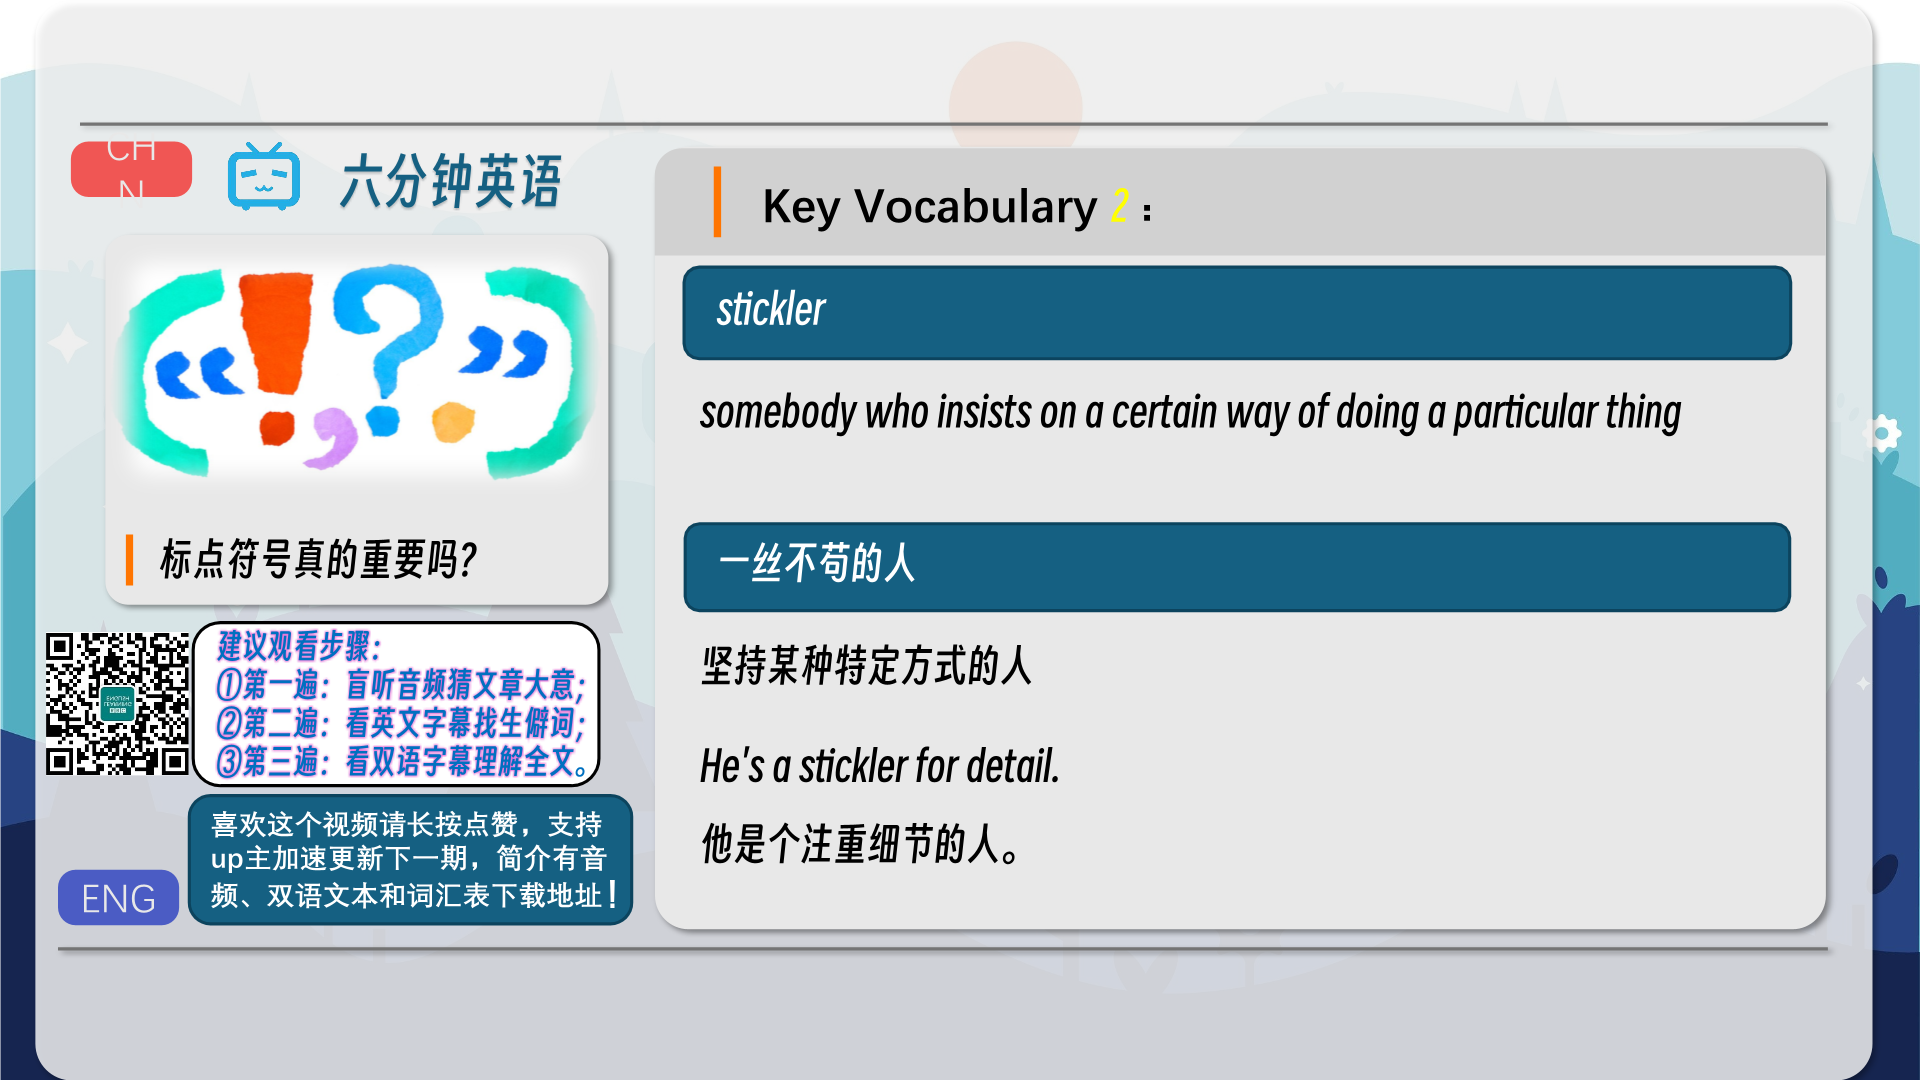 CH
N
六分钟英语
标点符号真的重要吗？
建议观看步骤：
①第一遍：盲听音频猜文章大意；
②第二遍：看英文字幕找生僻词；
③第三遍：看双语字幕理解全文。
喜欢这个视频请长按点赞，支持
up主加速更新下一期，简介有音
频、双语文本和词汇表下载地址！
ENG
Key Vocabulary 2：
stickler
somebody who insists on a certain way of doing a particular thing
一丝不苟的人
坚持某种特定方式的人
He's a stickler for detail.
他是个注重细节的人。